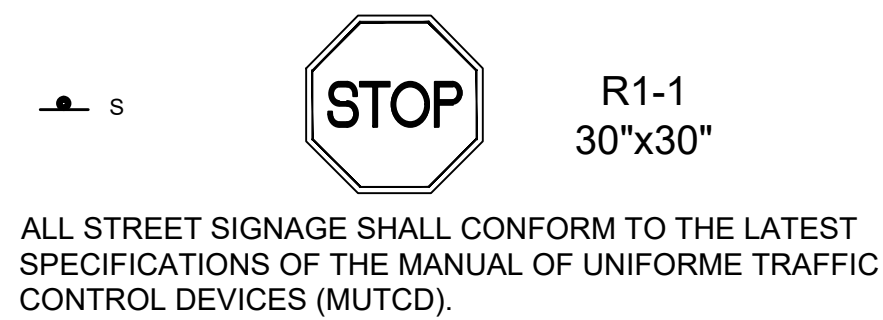 S
STOP
R1-1
30"x30"
ALL STREET SIGNAGE SHALL CONFORM TO THE LATEST
SPECIFICATIONS OF THE MANUAL OF UNIFORME TRAFFIC
CONTROL DEVICES (MUTCD).